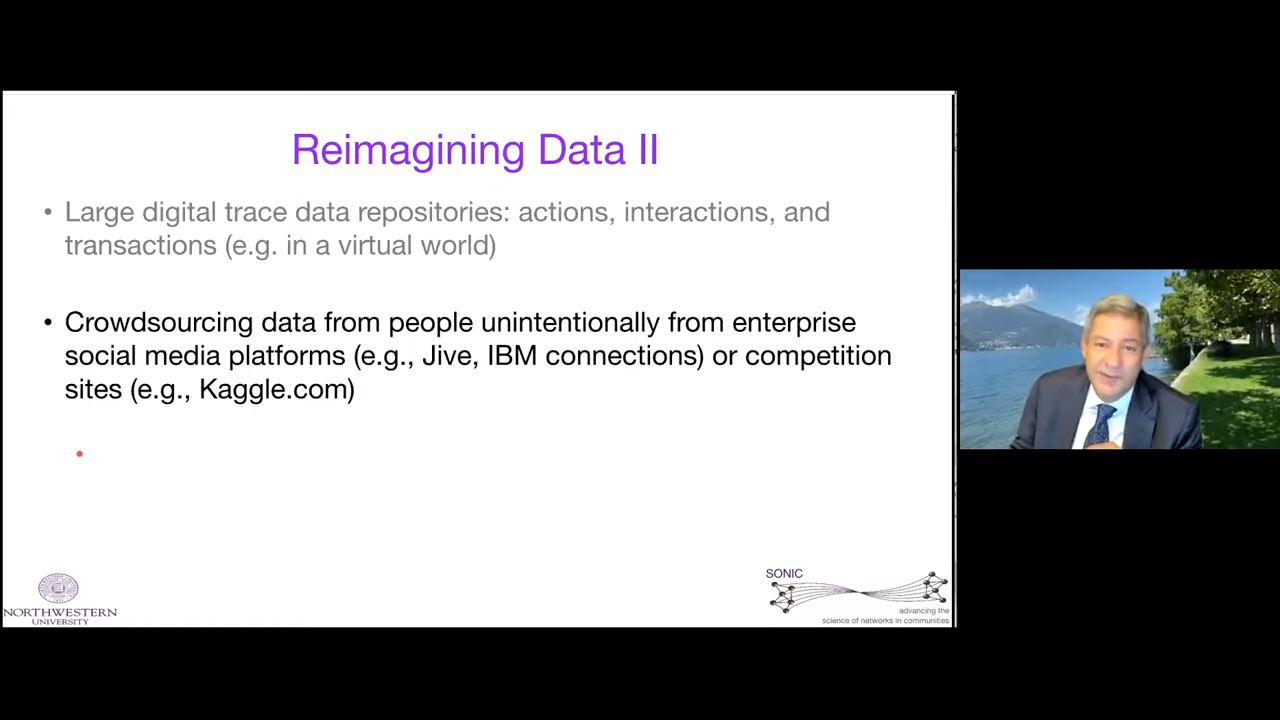 Reimagining Data II
• Large digital trace data repositories: actions, interactions, and
transactions (e.g. in a virtual world)
• Crowdsourcing data from people unintentionally from enterprise
social media platforms (e.g., Jive, IBM connections) or competition
sites (e.g., Kaggle.com)
NORTHWESTERN
UNIVERSITY
SONIC
advancing the
science of networks in communities